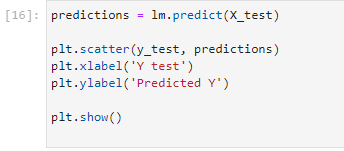 [16]: predictions = lm.predict(X_test)
plt.scatter(y_test, predictions)
plt.xlabel('Y test')
plt.ylabel('Predicted Y')
plt.show()